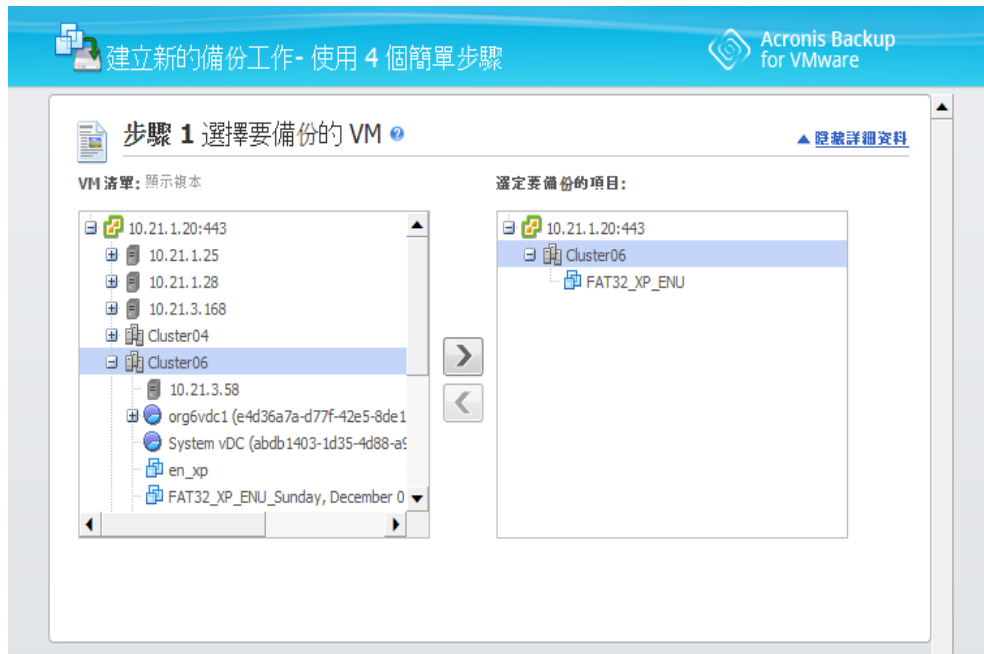 建立新的備份工作- 使用 4 個簡單步驟
Acronis Backup
for VMware
步驟 1 選擇要備份的 VM
隱藏詳細資料
VM 清單: 顯示複本
選定要備份的項目:
10.21.1.20:443
10.21.1.25
10.21.1.28
10.21.3.168
Cluster04
Cluster06
10.21.3.58
org6vdc1 (e4d36a7a-d77f-42e5-8de1
System vDC (abdb1403-1d35-4d88-a9
en_xp
FAT32_XP_ENU_Sunday, December 0
10.21.1.20:443
Cluster06
FAT32_XP_ENU